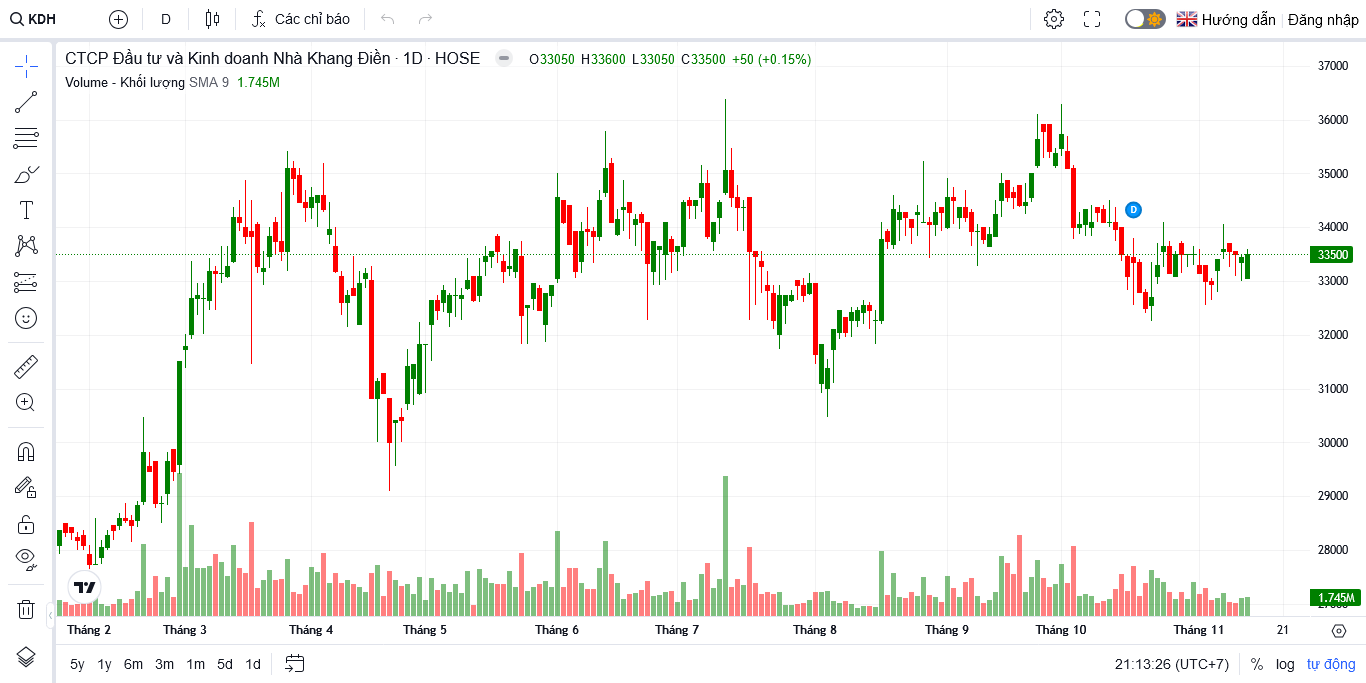 KDH D Các chỉ báo Hướng dẫn Đăng nhập
CTCP Đầu tư và Kinh doanh Nhà Khang Điền · 1D · HOSE O33050 H33600 L33050 C33500 +50 (+0.15%)
Volume - Khối lượng SMA 9 1.745M
37000
36000
35000
D
34000
33500
33000
32000
31000
30000
29000
28000
1.745M
Tháng 2 Tháng 3 Tháng 4 Tháng 5 Tháng 6 Tháng 7 Tháng 8 Tháng 9 Tháng 10 Tháng 11 21
5y 1y 6m 3m 1m 5d 1d 21:13:26 (UTC+7) % log tự động